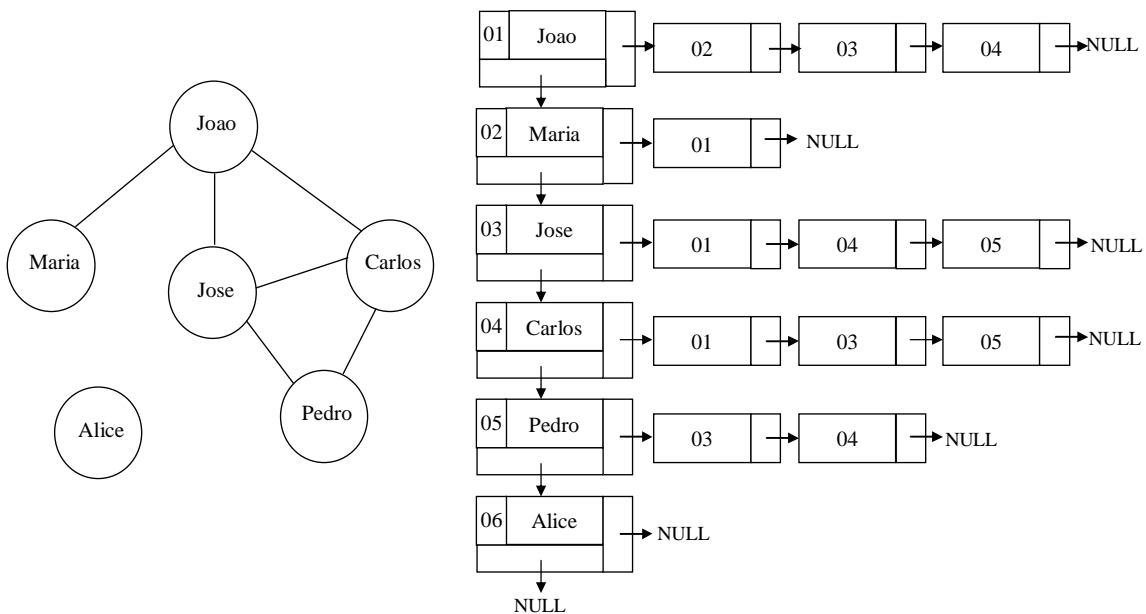 Joao
Maria
Jose
Carlos
Pedro
Alice
01 Joao 02 03 04 NULL
02 Maria 01 NULL
03 Jose 01 04 05 NULL
04 Carlos 01 03 05 NULL
05 Pedro 03 04 NULL
06 Alice NULL
NULL